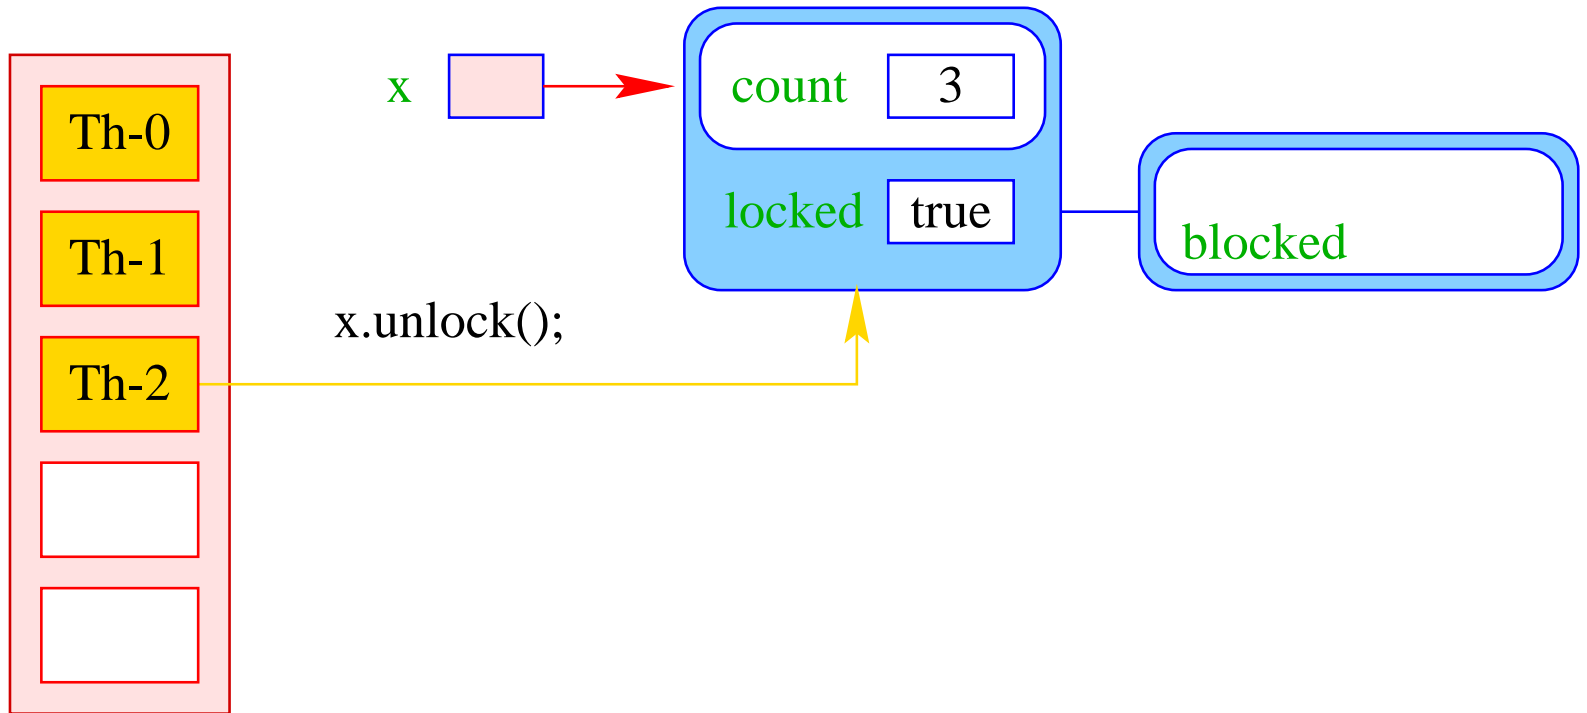 Th-0
Th-1
Th-2
x
count 3
locked true
blocked
x.unlock();